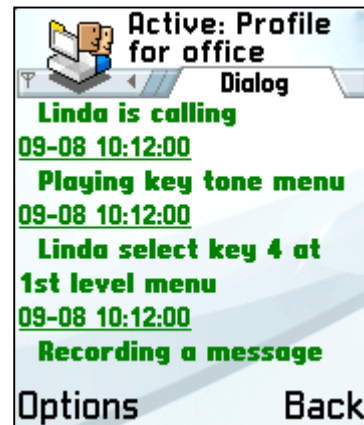 Active: Profile
for office
Dialog
Linda is calling
09-08 10:12:00
Playing key tone menu
09-08 10:12:00
Linda select key 4 at
1st level menu
09-08 10:12:00
Recording a message
Options Back